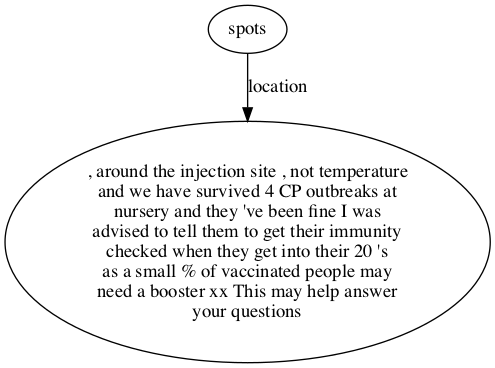 spots
location
, around the injection site , not temperature
and we have survived 4 CP outbreaks at
nursery and they 've been fine I was
advised to tell them to get their immunity
checked when they get into their 20 's
as a small % of vaccinated people may
need a booster xx This may help answer
your questions